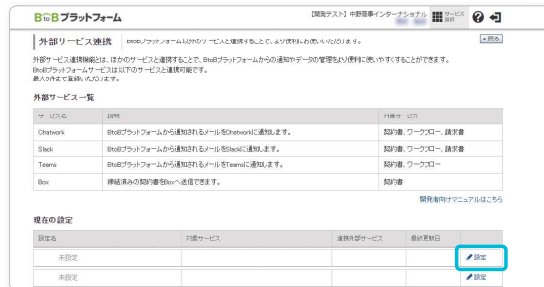 BtoBプラットフォーム
【開発テスト】中野商事インターナショナル
サービス選択
戻る
外部サービス連携
BtoBプラットフォーム以外のサービスと連携することで、より便利にお使いいただけます。
外部サービス連携機能とは、ほかのサービスと連携することで、BtoBプラットフォームからの通知やデータの管理をより便利に使いやすくすることができます。
BtoBプラットフォームサービスは以下のサービスと連携可能です。
外部サービス一覧
サービス名 説明 対象サービス
Chatwork BtoBプラットフォームから通知されるメールをChatworkに通知します。 契約書、ワークフロー、請求書
Slack BtoBプラットフォームから通知されるメールをSlackに通知します。 契約書、ワークフロー、請求書
Teams BtoBプラットフォームから通知されるメールをTeamsに通知します。 契約書、ワークフロー
Box 締結済みの契約書をBoxへ送信できます。 契約書
開発者向けマニュアルはこちら
現在の設定
設定名 対象サービス 連携外部サービス 最終更新日
未設定 設定
未設定 設定